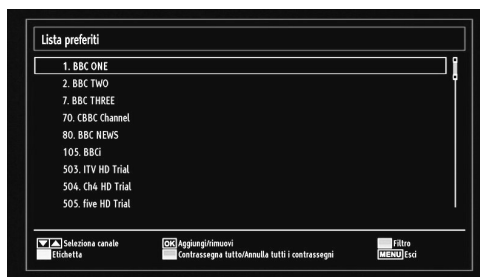 Lista preferiti
1. BBC ONE
2. BBC TWO
7. BBC THREE
70. CBBC Channel
80. BBC NEWS
105. BBCi
503. ITV HD Trial
504. Ch4 HD Trial
505. five HD Trial
Seleziona canale OK Aggiungi/rimuovi Filtro
Etichetta Contrassegna tutto/Annulla tutti i contrassegni MENU Esci